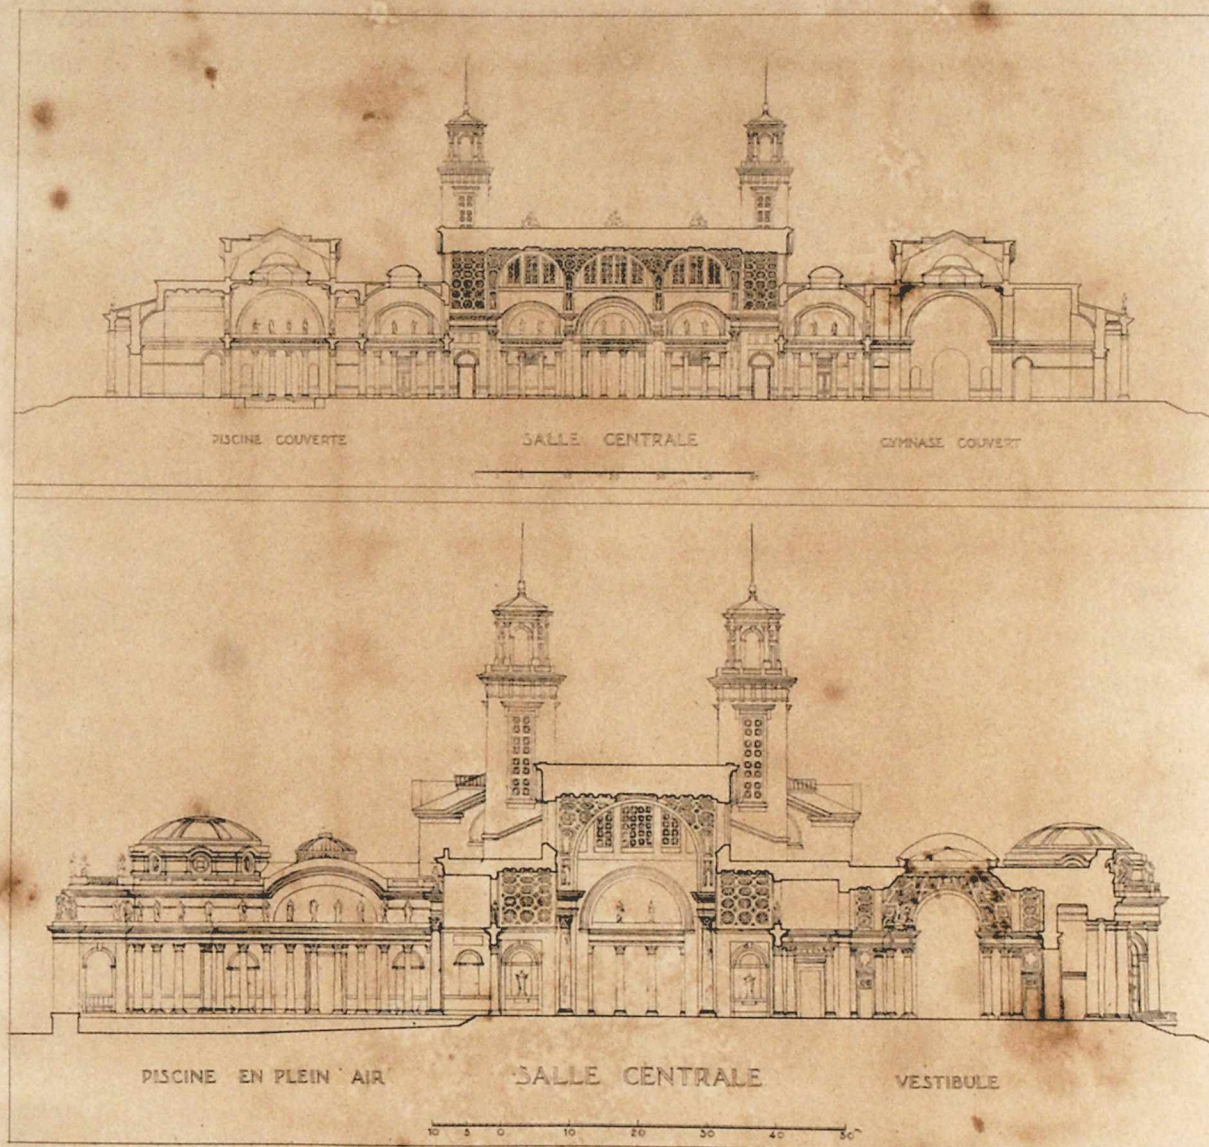 PISCINE COUVERTE
SALLE CENTRALE
GYMNASE COUVERT
PISCINE EN PLEIN AIR
SALLE CENTRALE
VESTIBULE
10 5 0 10 20 30 40 50